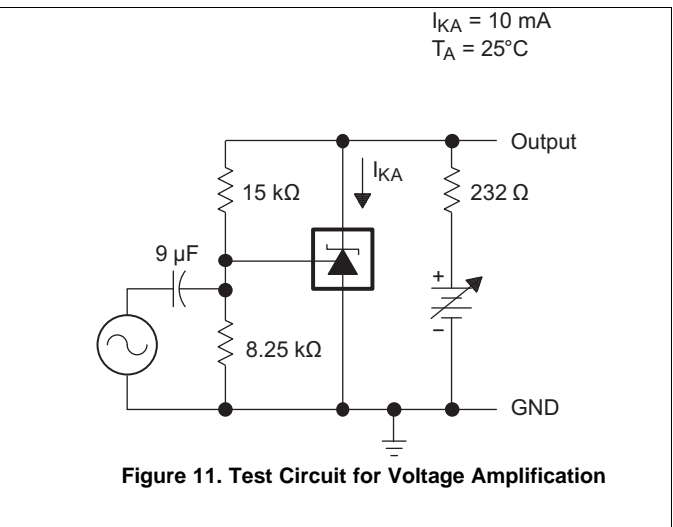 I_KA = 10 mA
T_A = 25°C
Output
I_KA
15 kΩ
232 Ω
9 µF
+
−
8.25 kΩ
GND
Figure 11. Test Circuit for Voltage Amplification